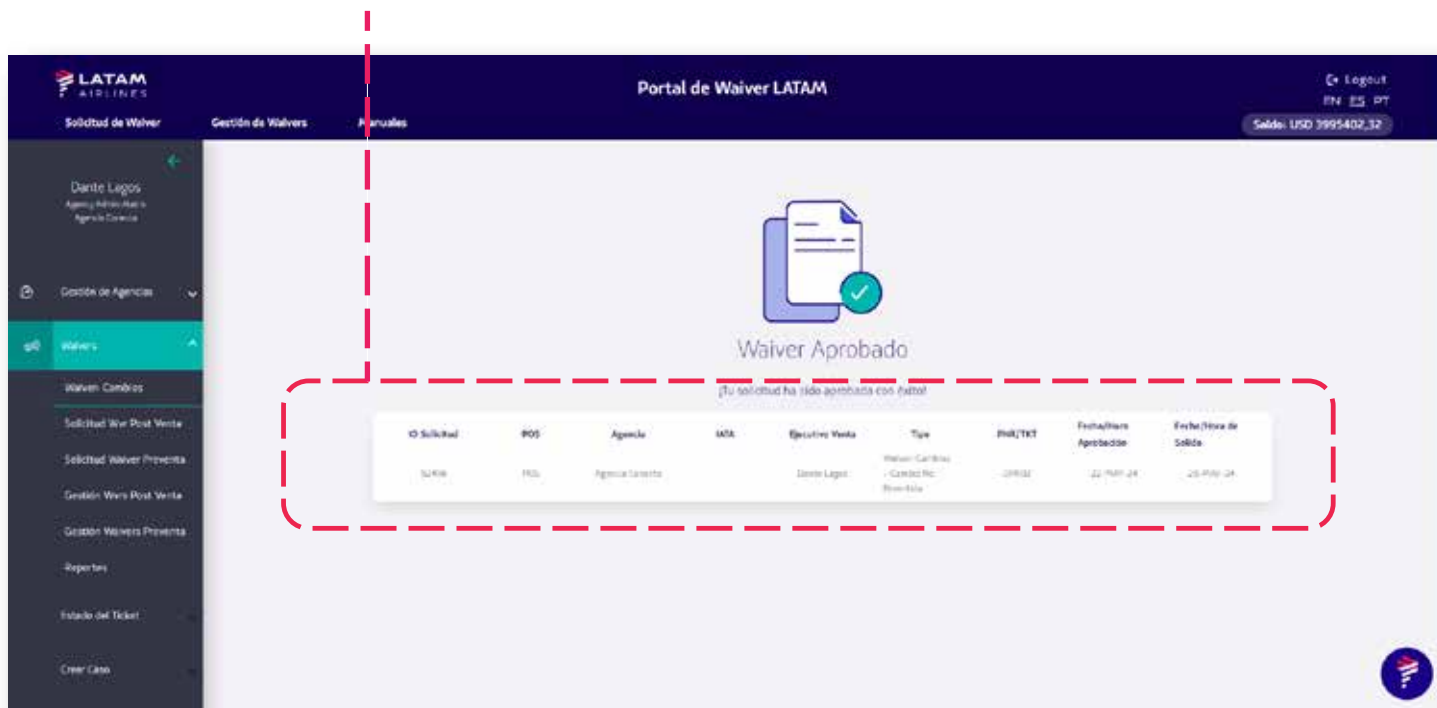 LATAM
AIRLINES
Portal de Waiver LATAM
Logout
EN ES PT
Solicitud de Waiver
Gestión de Waivers
Manuales
Saldo: USD 3995402,32
Dante Lagos
Gestión de Agencias
Waivers
Waiver Cambios
Solicitud Wvr Post Venta
Solicitud Waiver Preventa
Gestión Wvrs Post Venta
Gestión Waivers Preventa
Reportes
Estado del Ticket
Crear Caso
Waiver Aprobado
¡Tu solicitud ha sido aprobada con éxito!
ID Solicitud
POS
Agencia
IATA
Ejecutivo Venta
Tipo
PNR/TKT
Fecha/Hora
Aprobación
Fecha/Hora de
Salida
POS
Dante Lagos
Waiver Cambios